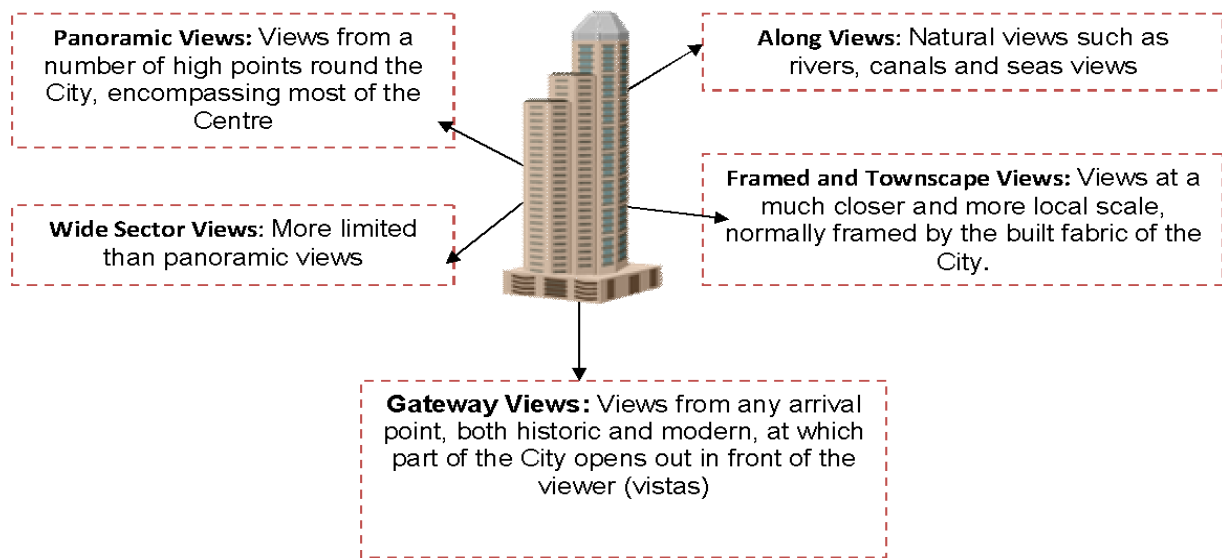 Panoramic Views: Views from a
number of high points round the
City, encompassing most of the
Centre
Along Views: Natural views such as
rivers, canals and seas views
Wide Sector Views: More limited
than panoramic views
Framed and Townscape Views: Views at a
much closer and more local scale,
normally framed by the built fabric of the
City.
Gateway Views: Views from any arrival
point, both historic and modern, at which
part of the City opens out in front of the
viewer (vistas)